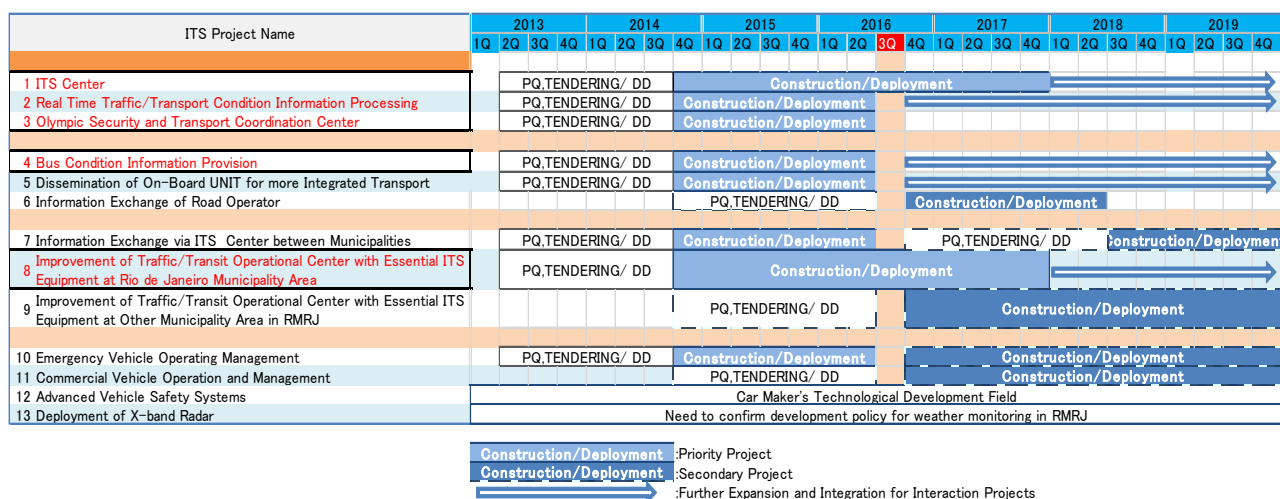 ITS Project Name 2013 2014 2015 2016 2017 2018 2019
1Q 2Q 3Q 4Q 1Q 2Q 3Q 4Q 1Q 2Q 3Q 4Q 1Q 2Q 3Q 4Q 1Q 2Q 3Q 4Q 1Q 2Q 3Q 4Q 1Q 2Q 3Q 4Q
1 ITS Center PQ,TENDERING/ DD Construction/Deployment
2 Real Time Traffic/Transport Condition Information Processing PQ,TENDERING/ DD Construction/Deployment
3 Olympic Security and Transport Coordination Center PQ,TENDERING/ DD Construction/Deployment
4 Bus Condition Information Provision PQ,TENDERING/ DD Construction/Deployment
5 Dissemination of On-Board UNIT for more Integrated Transport PQ,TENDERING/ DD Construction/Deployment
6 Information Exchange of Road Operator PQ,TENDERING/ DD Construction/Deployment
7 Information Exchange via ITS Center between Municipalities PQ,TENDERING/ DD Construction/Deployment PQ,TENDERING/ DD Construction/Deployment
8 Improvement of Traffic/Transit Operational Center with Essential ITS
Equipment at Rio de Janeiro Municipality Area PQ,TENDERING/ DD Construction/Deployment
9 Improvement of Traffic/Transit Operational Center with Essential ITS
Equipment at Other Municipality Area in RMRJ PQ,TENDERING/ DD Construction/Deployment
10 Emergency Vehicle Operating Management PQ,TENDERING/ DD Construction/Deployment Construction/Deployment
11 Commercial Vehicle Operation and Management PQ,TENDERING/ DD Construction/Deployment
12 Advanced Vehicle Safety Systems Car Maker's Technological Development Field
13 Deployment of X-band Radar Need to confirm development policy for weather monitoring in RMRJ
Construction/Deployment :Priority Project
Construction/Deployment :Secondary Project
:Further Expansion and Integration for Interaction Projects